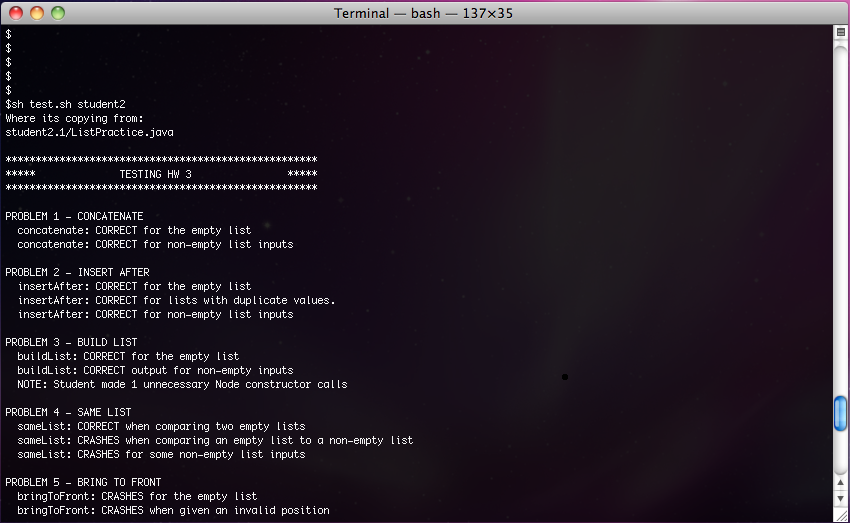 Terminal — bash — 137×35
$
$
$
$
$
$sh test.sh student2
Where its copying from:
student2.1/ListPractice.java
****************************************************
*****              TESTING HW 3                *****
****************************************************
PROBLEM 1 – CONCATENATE
concatenate: CORRECT for the empty list
concatenate: CORRECT for non-empty list inputs
PROBLEM 2 – INSERT AFTER
insertAfter: CORRECT for the empty list
insertAfter: CORRECT for lists with duplicate values.
insertAfter: CORRECT for non-empty list inputs
PROBLEM 3 – BUILD LIST
buildList: CORRECT for the empty list
buildList: CORRECT output for non-empty inputs
NOTE: Student made 1 unnecessary Node constructor calls
PROBLEM 4 – SAME LIST
sameList: CORRECT when comparing two empty lists
sameList: CRASHES when comparing an empty list to a non-empty list
sameList: CRASHES for some non-empty list inputs
PROBLEM 5 – BRING TO FRONT
bringToFront: CRASHES for the empty list
bringToFront: CRASHES when given an invalid position